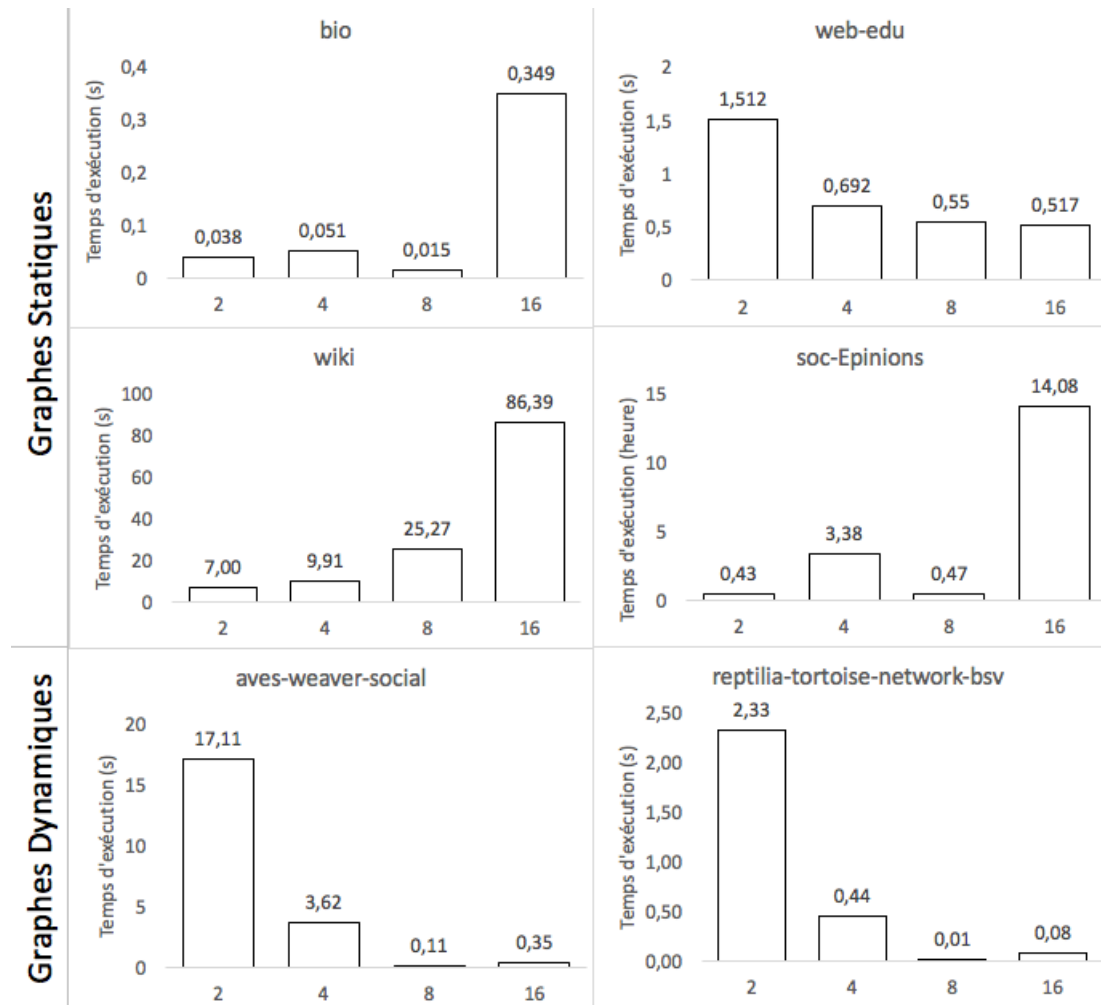 Graphes Statiques
bio
Temps d'exécution (s)
0,4
0,3
0,2
0,1
0
0,038
0,051
0,015
0,349
2 4 8 16
web-edu
Temps d'exécution (s)
2
1,5
1
0,5
0
1,512
0,692
0,55
0,517
2 4 8 16
wiki
Temps d'exécution (s)
100
80
60
40
20
0
7,00
9,91
25,27
86,39
2 4 8 16
soc-Epinions
Temps d'exécution (heure)
15
10
5
0
0,43
3,38
0,47
14,08
2 4 8 16
Graphes Dynamiques
aves-weaver-social
Temps d'exécution (s)
20
15
10
5
0
17,11
3,62
0,11
0,35
2 4 8 16
reptilia-tortoise-network-bsv
Temps d'exécution (s)
2,50
2,00
1,50
1,00
0,50
0,00
2,33
0,44
0,01
0,08
2 4 8 16